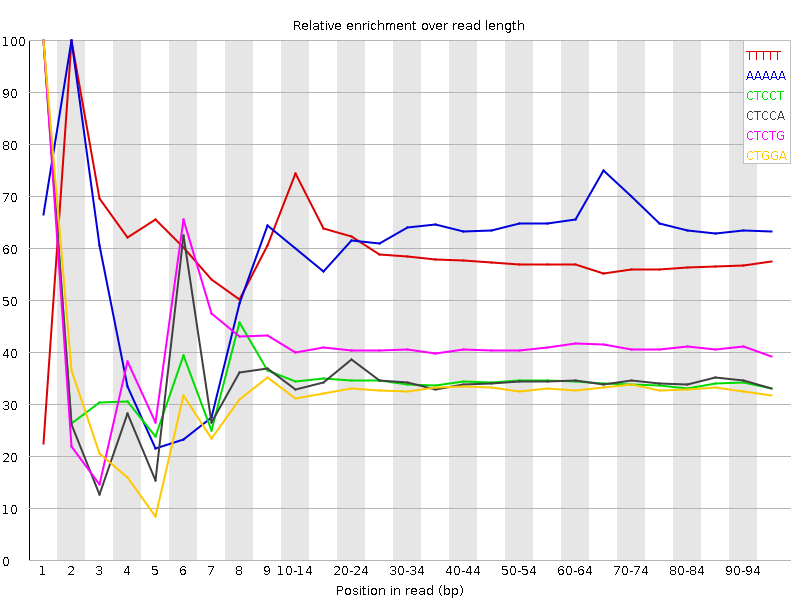 Relative enrichment over read length
100
90
80
70
60
50
40
30
20
10
0
TTTTT
AAAAA
CTCCT
CTCCA
CTCTG
CTGGA
1 2 3 4 5 6 7 8 9 10-14 20-24 30-34 40-44 50-54 60-64 70-74 80-84 90-94
Position in read (bp)